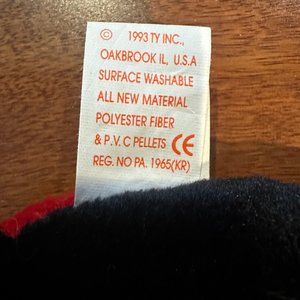 © 1993 TY INC.,
OAKBROOK IL, U.S.A
SURFACE WASHABLE
ALL NEW MATERIAL
POLYESTER FIBER
& P.V. C PELLETS CE
REG. NO PA. 1965(KR)